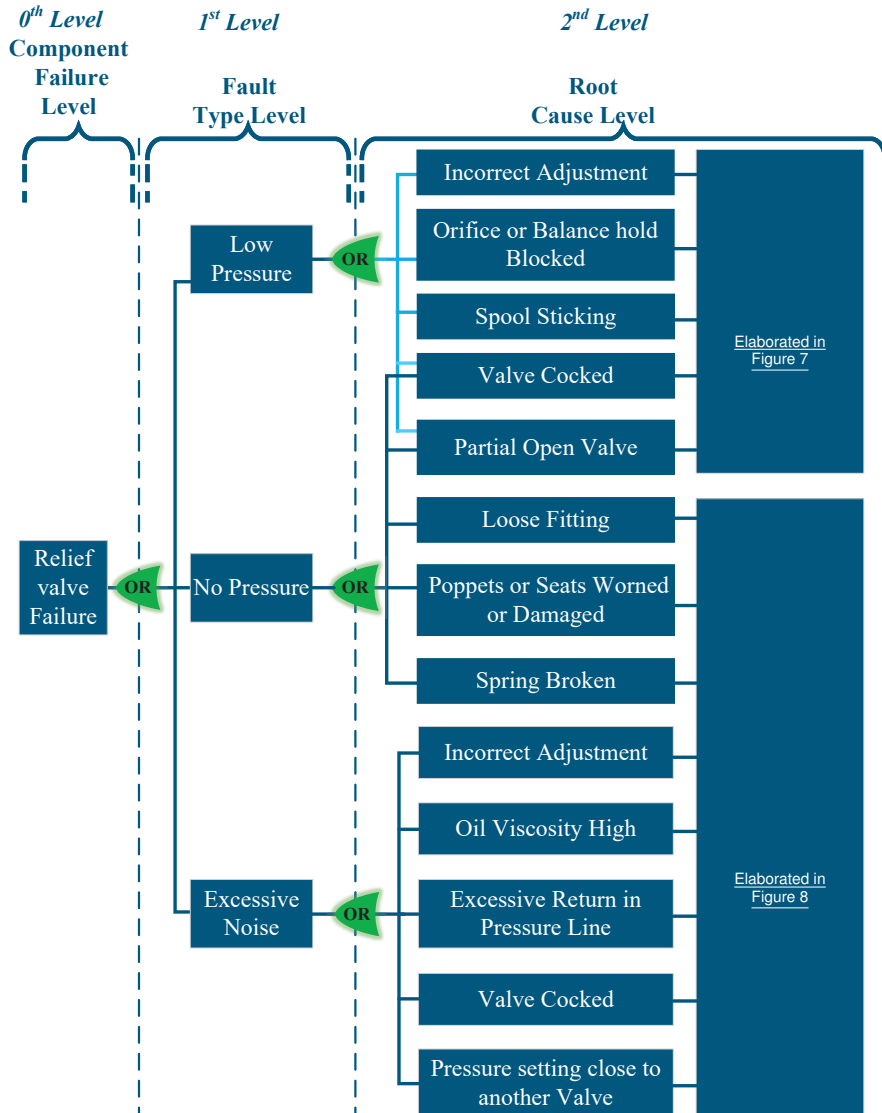 0th Level
Component
Failure
Level
1st Level
Fault
Type Level
2nd Level
Root
Cause Level
Relief
valve
Failure
OR
Low
Pressure
OR
Incorrect Adjustment
Orifice or Balance hold
Blocked
Spool Sticking
Valve Cocked
Partial Open Valve
Elaborated in
Figure 7
No Pressure
OR
Loose Fitting
Poppets or Seats Worned
or Damaged
Spring Broken
Excessive
Noise
OR
Incorrect Adjustment
Oil Viscosity High
Excessive Return in
Pressure Line
Valve Cocked
Pressure setting close to
another Valve
Elaborated in
Figure 8